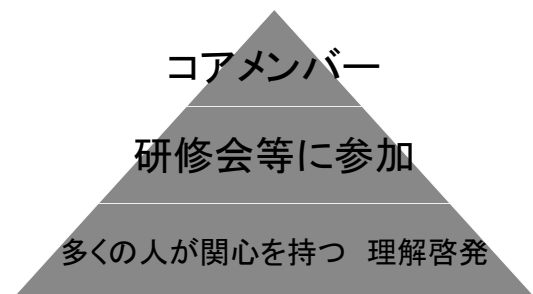 コアメンバー
研修会等に参加
多くの人が関心を持つ　理解啓発